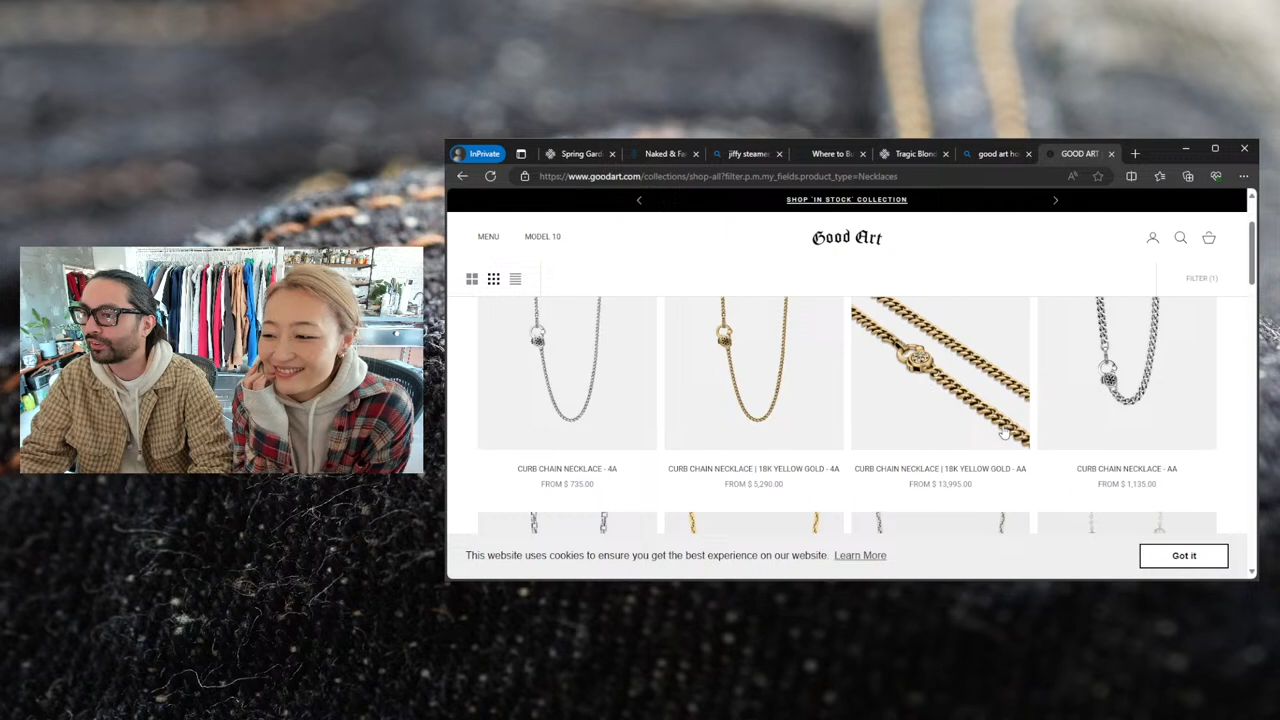 InPrivate
Spring Gard
Naked & Fa
jiffy steamer
Where to Bu
Tragic Blond
good art ho
GOOD ART
https://www.goodart.com/collections/shop-all?filter.p.m.my_fields.product_type=Necklaces
SHOP 'IN STOCK' COLLECTION
MENU
MODEL 10
Good Art
FILTER (1)
CURB CHAIN NECKLACE - 4A
CURB CHAIN NECKLACE | 18K YELLOW GOLD - 4A
CURB CHAIN NECKLACE | 18K YELLOW GOLD - AA
CURB CHAIN NECKLACE - AA
FROM $ 735.00
FROM $ 5,290.00
FROM $ 13,995.00
FROM $ 1,135.00
This website uses cookies to ensure you get the best experience on our website. Learn More
Got it